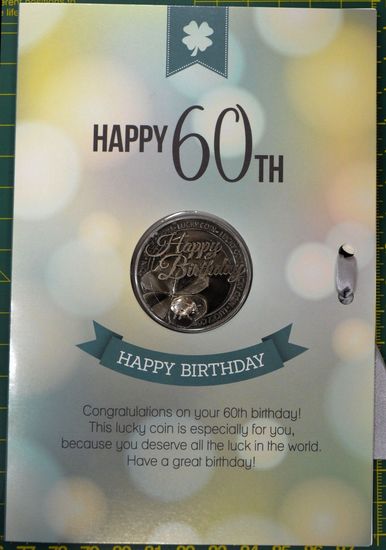 HAPPY 60TH
LUCKY COIN
Happy
Birthday
HAPPY BIRTHDAY
Congratulations on your 60th birthday!
This lucky coin is especially for you,
because you deserve all the luck in the world.
Have a great birthday!